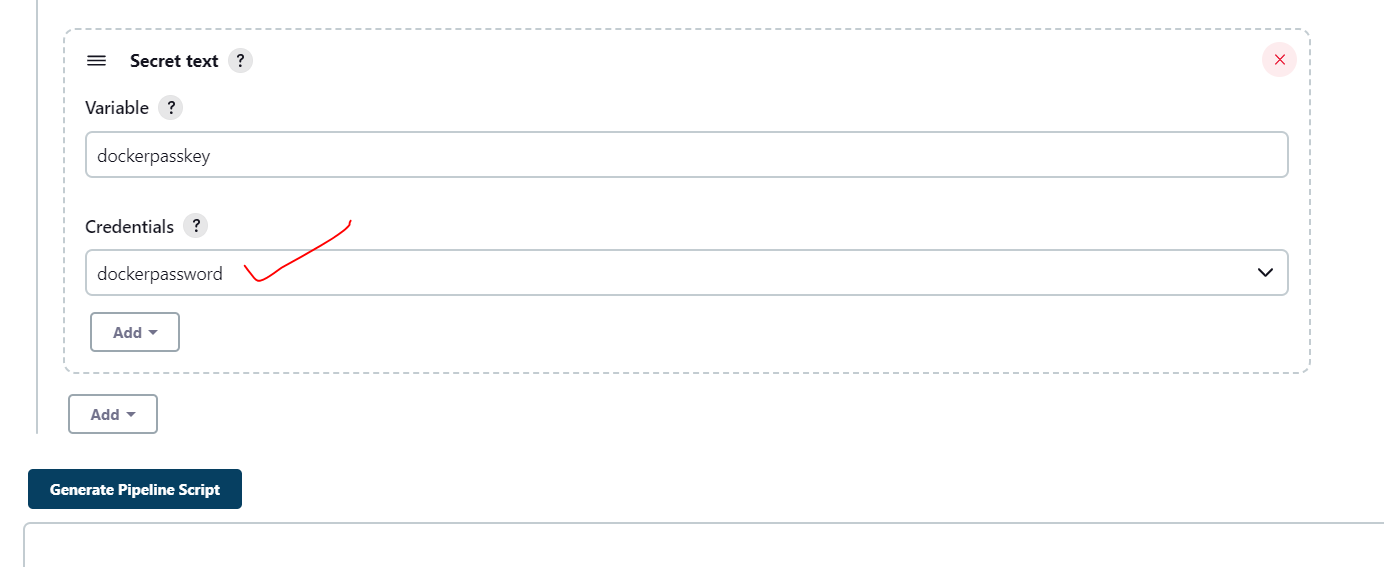 Secret text ?
Variable ?
dockerpasskey
Credentials ?
dockerpassword
Add
Add
Generate Pipeline Script